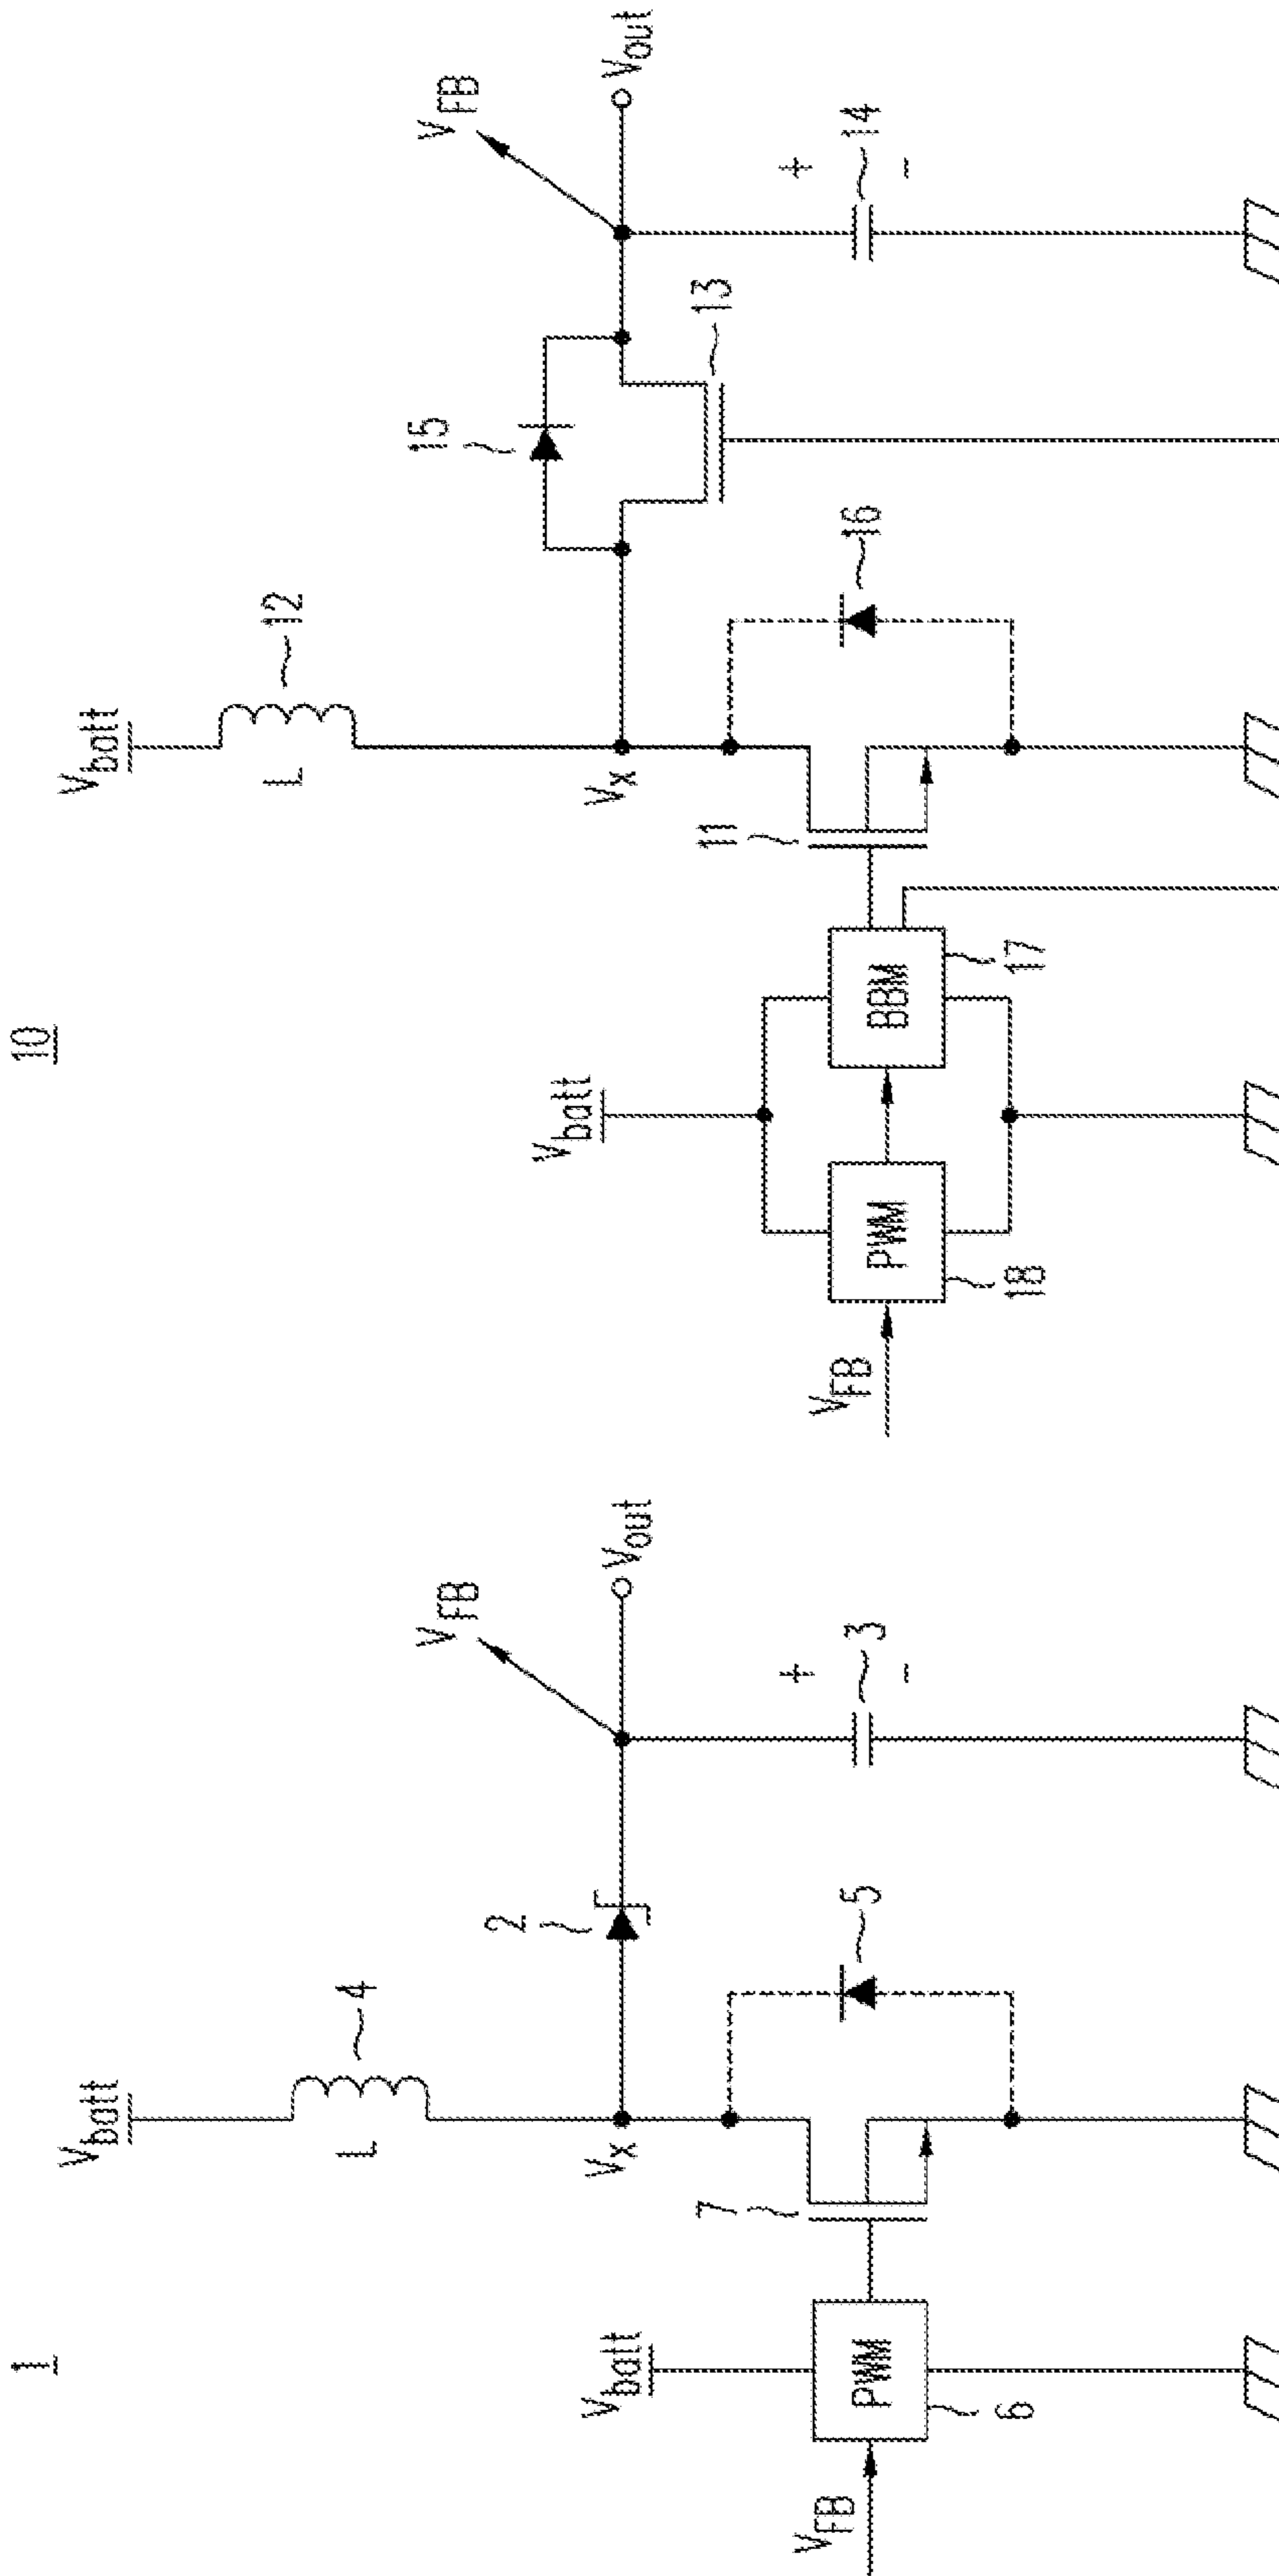 1
V_batt
L
4
V_x
2
V_FB
V_out
V_batt
7
5
+
3
-
V_FB
PWM
6
10
V_batt
L
12
V_x
15
V_FB
V_out
13
V_batt
11
16
+
14
-
V_FB
PWM
BBM
18
17